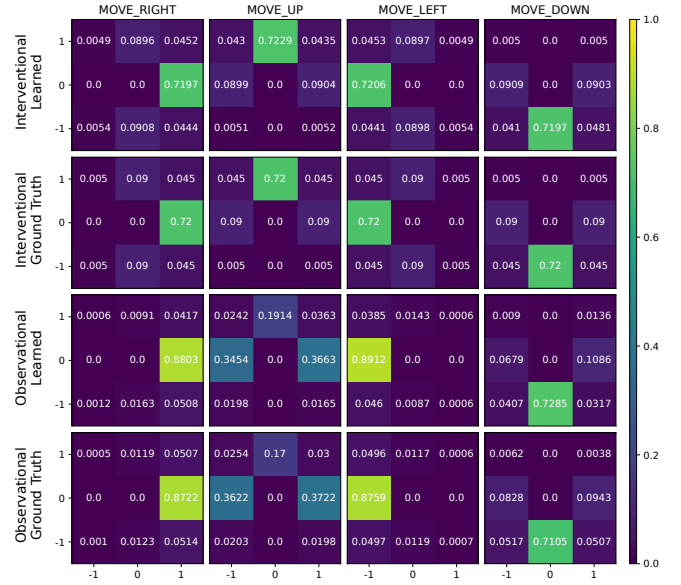 MOVE_RIGHT MOVE_UP MOVE_LEFT MOVE_DOWN
Interventional
Learned
1 0.0049 0.0896 0.0452 0.043 0.7229 0.0435 0.0453 0.0897 0.0049 0.005 0.0 0.005
0 0.0 0.0 0.7197 0.0899 0.0 0.0904 0.7206 0.0 0.0 0.0909 0.0 0.0903
-1 0.0054 0.0908 0.0444 0.0051 0.0 0.0052 0.0441 0.0898 0.0054 0.041 0.7197 0.0481
Interventional
Ground Truth
1 0.005 0.09 0.045 0.045 0.72 0.045 0.045 0.09 0.005 0.005 0.0 0.005
0 0.0 0.0 0.72 0.09 0.0 0.09 0.72 0.0 0.0 0.09 0.0 0.09
-1 0.005 0.09 0.045 0.005 0.0 0.005 0.045 0.09 0.005 0.045 0.72 0.045
Observational
Learned
1 0.0006 0.0091 0.0417 0.0242 0.1914 0.0363 0.0385 0.0143 0.0006 0.009 0.0 0.0136
0 0.0 0.0 0.8803 0.3454 0.0 0.3663 0.8912 0.0 0.0 0.0679 0.0 0.1086
-1 0.0012 0.0163 0.0508 0.0198 0.0 0.0165 0.046 0.0087 0.0006 0.0407 0.7285 0.0317
Observational
Ground Truth
1 0.0005 0.0119 0.0507 0.0254 0.17 0.03 0.0496 0.0117 0.0006 0.0062 0.0 0.0038
0 0.0 0.0 0.8722 0.3622 0.0 0.3722 0.8759 0.0 0.0 0.0828 0.0 0.0943
-1 0.001 0.0123 0.0514 0.0203 0.0 0.0198 0.0497 0.0119 0.0007 0.0517 0.7105 0.0507
-1 0 1 -1 0 1 -1 0 1 -1 0 1
1.0
0.8
0.6
0.4
0.2
0.0